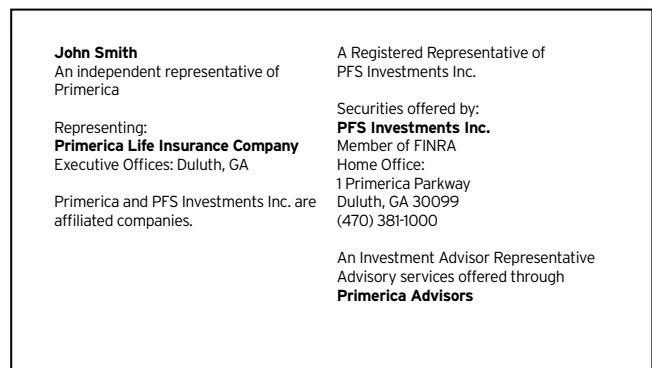 John Smith
An independent representative of
Primerica
Representing:
Primerica Life Insurance Company
Executive Offices: Duluth, GA
Primerica and PFS Investments Inc. are
affiliated companies.
A Registered Representative of
PFS Investments Inc.
Securities offered by:
PFS Investments Inc.
Member of FINRA
Home Office:
1 Primerica Parkway
Duluth, GA 30099
(470) 381-1000
An Investment Advisor Representative
Advisory services offered through
Primerica Advisors